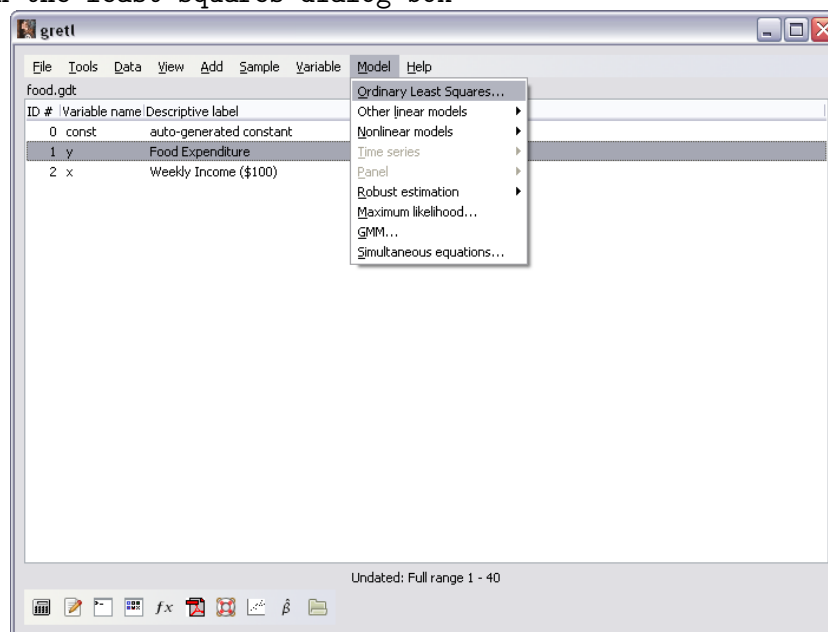 the least squares dialog box
gretl
File Tools Data View Add Sample Variable Model Help
food.gdt
ID # Variable name Descriptive label
0 const auto-generated constant
1 y Food Expenditure
2 x Weekly Income ($100)
Ordinary Least Squares...
Other linear models
Nonlinear models
Time series
Panel
Robust estimation
Maximum likelihood...
GMM...
Simultaneous equations...
Undated: Full range 1 - 40
fx β̂